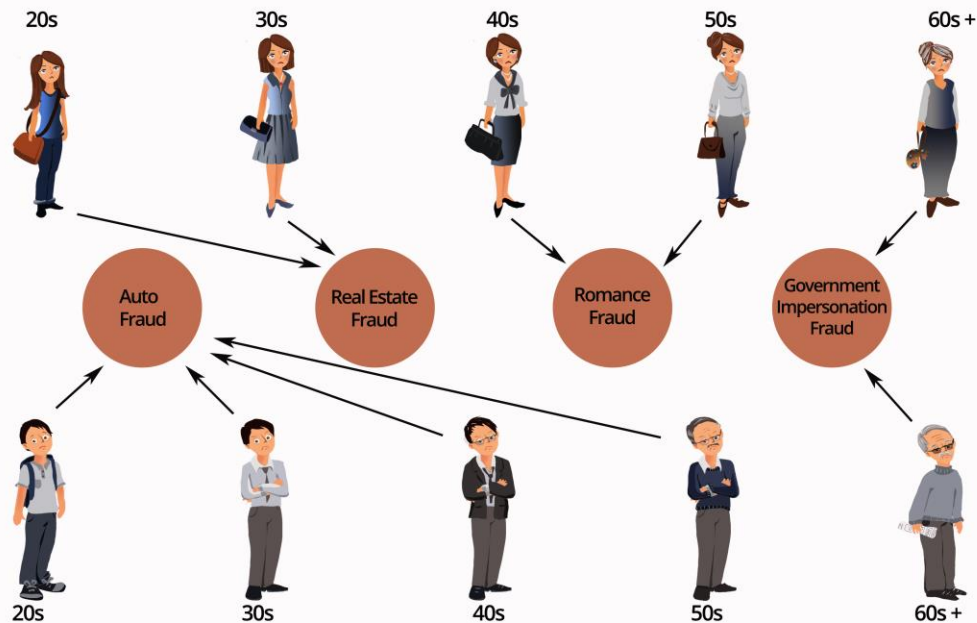 20s
30s
40s
50s
60s +
Auto
Fraud
Real Estate
Fraud
Romance
Fraud
Government
Impersonation
Fraud
20s
30s
40s
50s
60s +